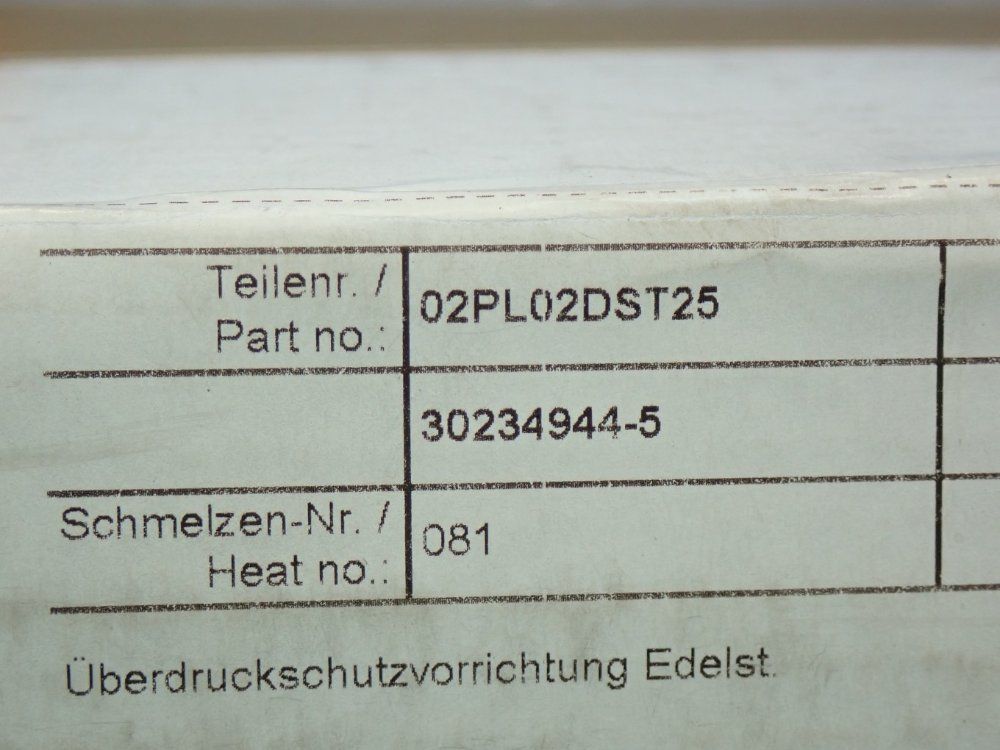 Teilenr. / 02PL02DST25
Part no.:
30234944-5
Schmelzen-Nr. / 081
Heat no.:
Überdruckschutzvorrichtung Edelst.